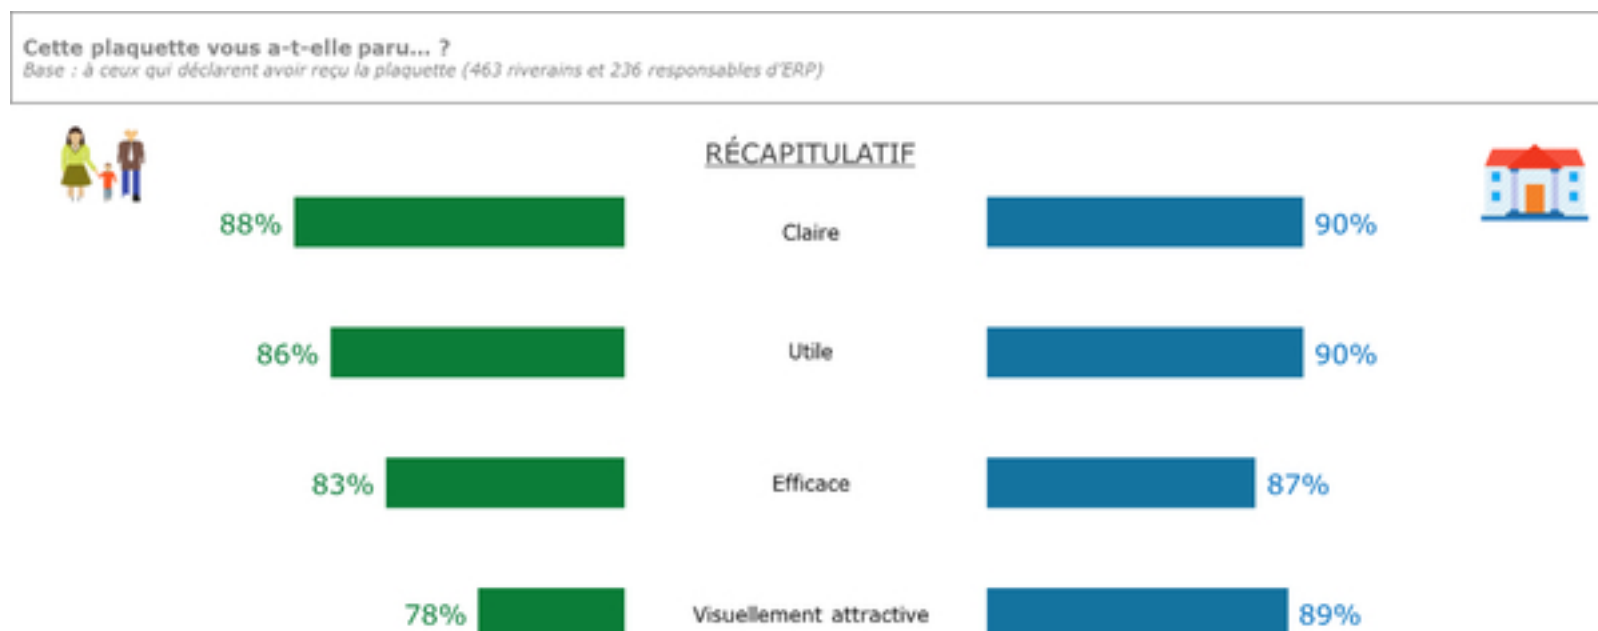 Cette plaquette vous a-t-elle paru... ?
Base : à ceux qui déclarent avoir reçu la plaquette (463 riverains et 236 responsables d'ERP)
RÉCAPITULATIF
88% Claire 90%
86% Utile 90%
83% Efficace 87%
78% Visuellement attractive 89%